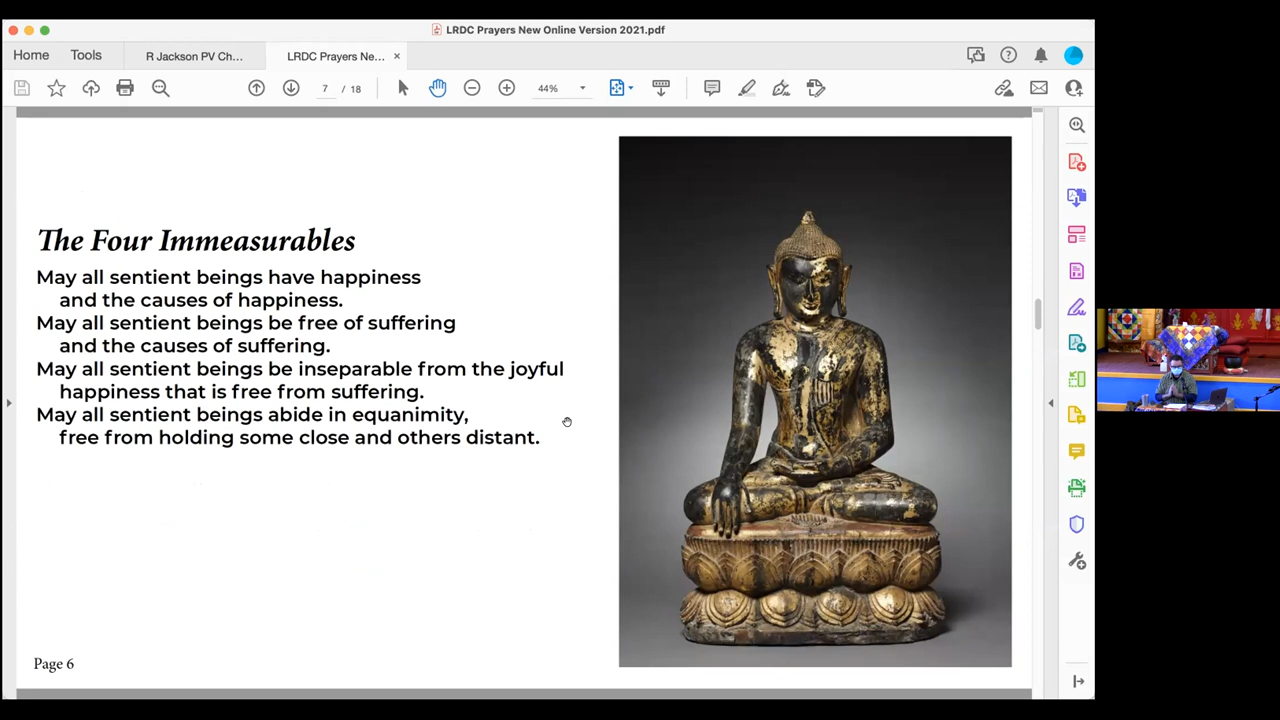 LRDC Prayers New Online Version 2021.pdf
Home Tools R Jackson PV Ch... LRDC Prayers Ne... ×
7 / 18 44%
The Four Immeasurables
May all sentient beings have happiness
and the causes of happiness.
May all sentient beings be free of suffering
and the causes of suffering.
May all sentient beings be inseparable from the joyful
happiness that is free from suffering.
May all sentient beings abide in equanimity,
free from holding some close and others distant.
Page 6